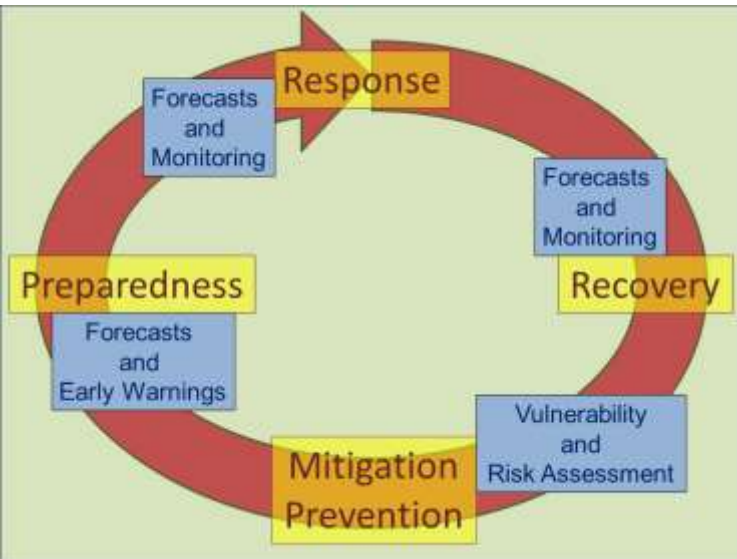 Response
Forecasts
and
Monitoring
Forecasts
and
Monitoring
Preparedness
Recovery
Forecasts
and
Early Warnings
Vulnerability
and
Risk Assessment
Mitigation
Prevention